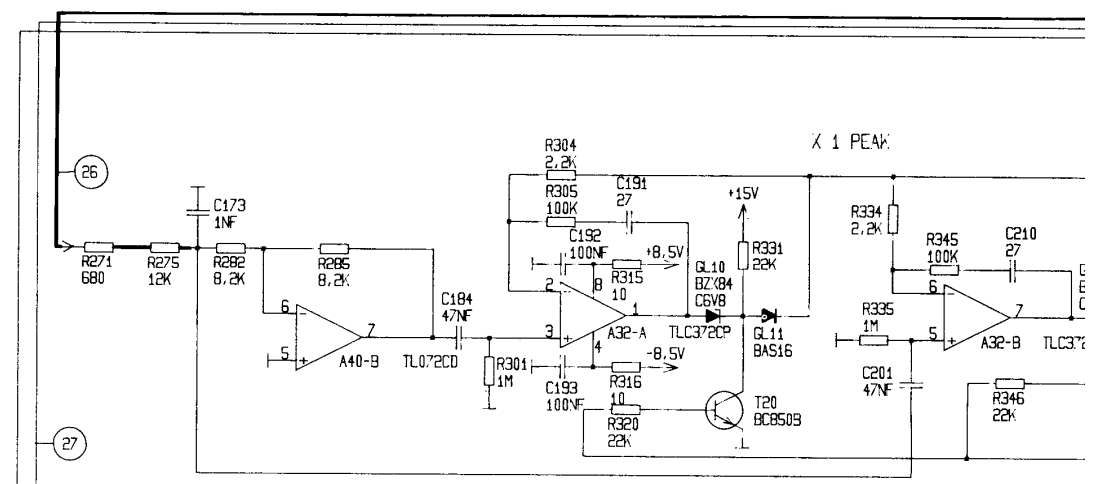 X 1 PEAK
26
R304
2,2K
R305
100K
C191
27
+15V
C173
1NF
R334
2,2K
C192
100NF
+8,5V
R331
22K
R345
100K
C210
27
R271
680
R275
12K
R282
8,2K
R285
8,2K
R315
10
GL10
BZX84
C6V8
8
2
3
1
4
A32-A
TLC372CP
GL11
BAS16
C184
47NF
6
5
7
A40-B
TL072CD
R301
1M
C193
100NF
-8,5V
R316
10
R335
1M
6
5
7
A32-B
TLC372
C201
47NF
R320
22K
T20
BC850B
R346
22K
27